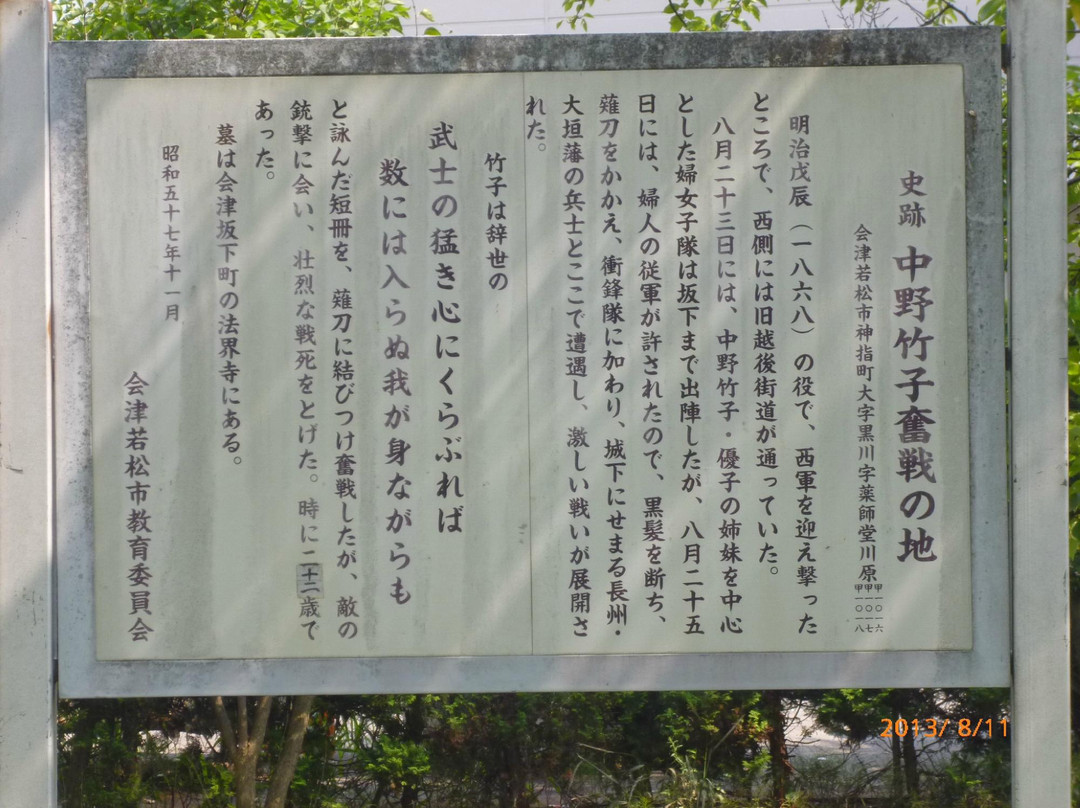 史跡 中野竹子奮戦の地
会津若松市神指町大字黒川字薬師堂川原甲一〇一六
甲一〇一七
甲一〇一八
明治戊辰（一八六八）の役で、西軍を迎え撃った
ところで、西側には旧越後街道が通っていた。
八月二十三日には、中野竹子・優子の姉妹を中心
とした婦女子隊は坂下まで出陣したが、八月二十五
日には、婦人の従軍が許されたので、黒髪を断ち、
薙刀をかかえ、衝鋒隊に加わり、城下にせまる長州・
大垣藩の兵士とここで遭遇し、激しい戦いが展開さ
れた。
竹子は辞世の
武士の猛き心にくらぶれば
数には入らぬ我が身ながらも
と詠んだ短冊を、薙刀に結びつけ奮戦したが、敵の
銃撃に会い、壮烈な戦死をとげた。時に二十二歳で
あった。
墓は会津坂下町の法界寺にある。
昭和五十七年十一月
会津若松市教育委員会
2013/ 8/11